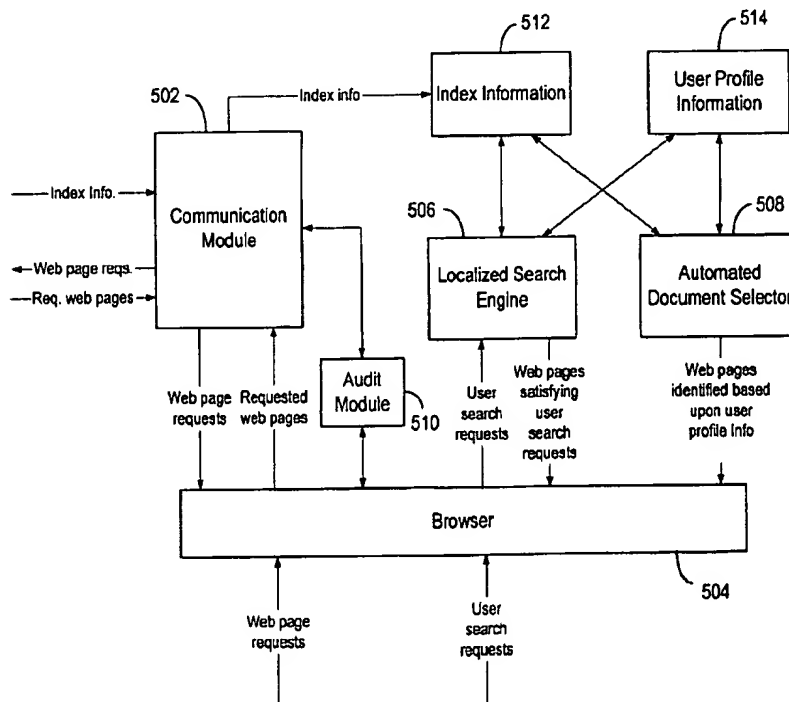 512
514
502
Index info
Index Information
User Profile
Information
Index Info.
Communication
Module
506
508
Web page reqs.
Req. web pages
Localized Search
Engine
Automated
Document Selector
Web page
requests
Requested
web pages
Audit
Module
510
User
search
requests
Web pages
satisfying
user
search
requests
Web pages
identified based
upon user
profile Info
Browser
504
Web page
requests
User
search
requests